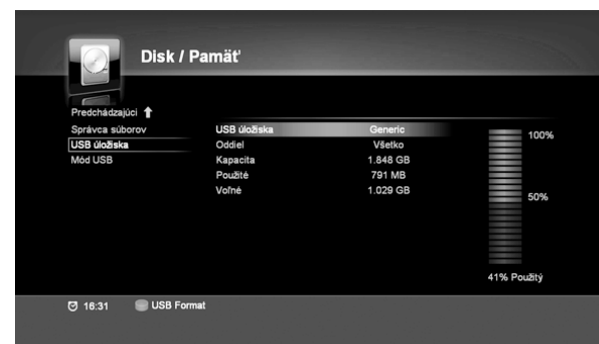 Disk / Pamäť
Predchádzajúci
Správca súborov
USB úložiska
Mód USB
USB úložiska Generic
Oddiel Všetko
Kapacita 1.848 GB
Použité 791 MB
Voľné 1.029 GB
100%
50%
41% Použitý
16:31 USB Format